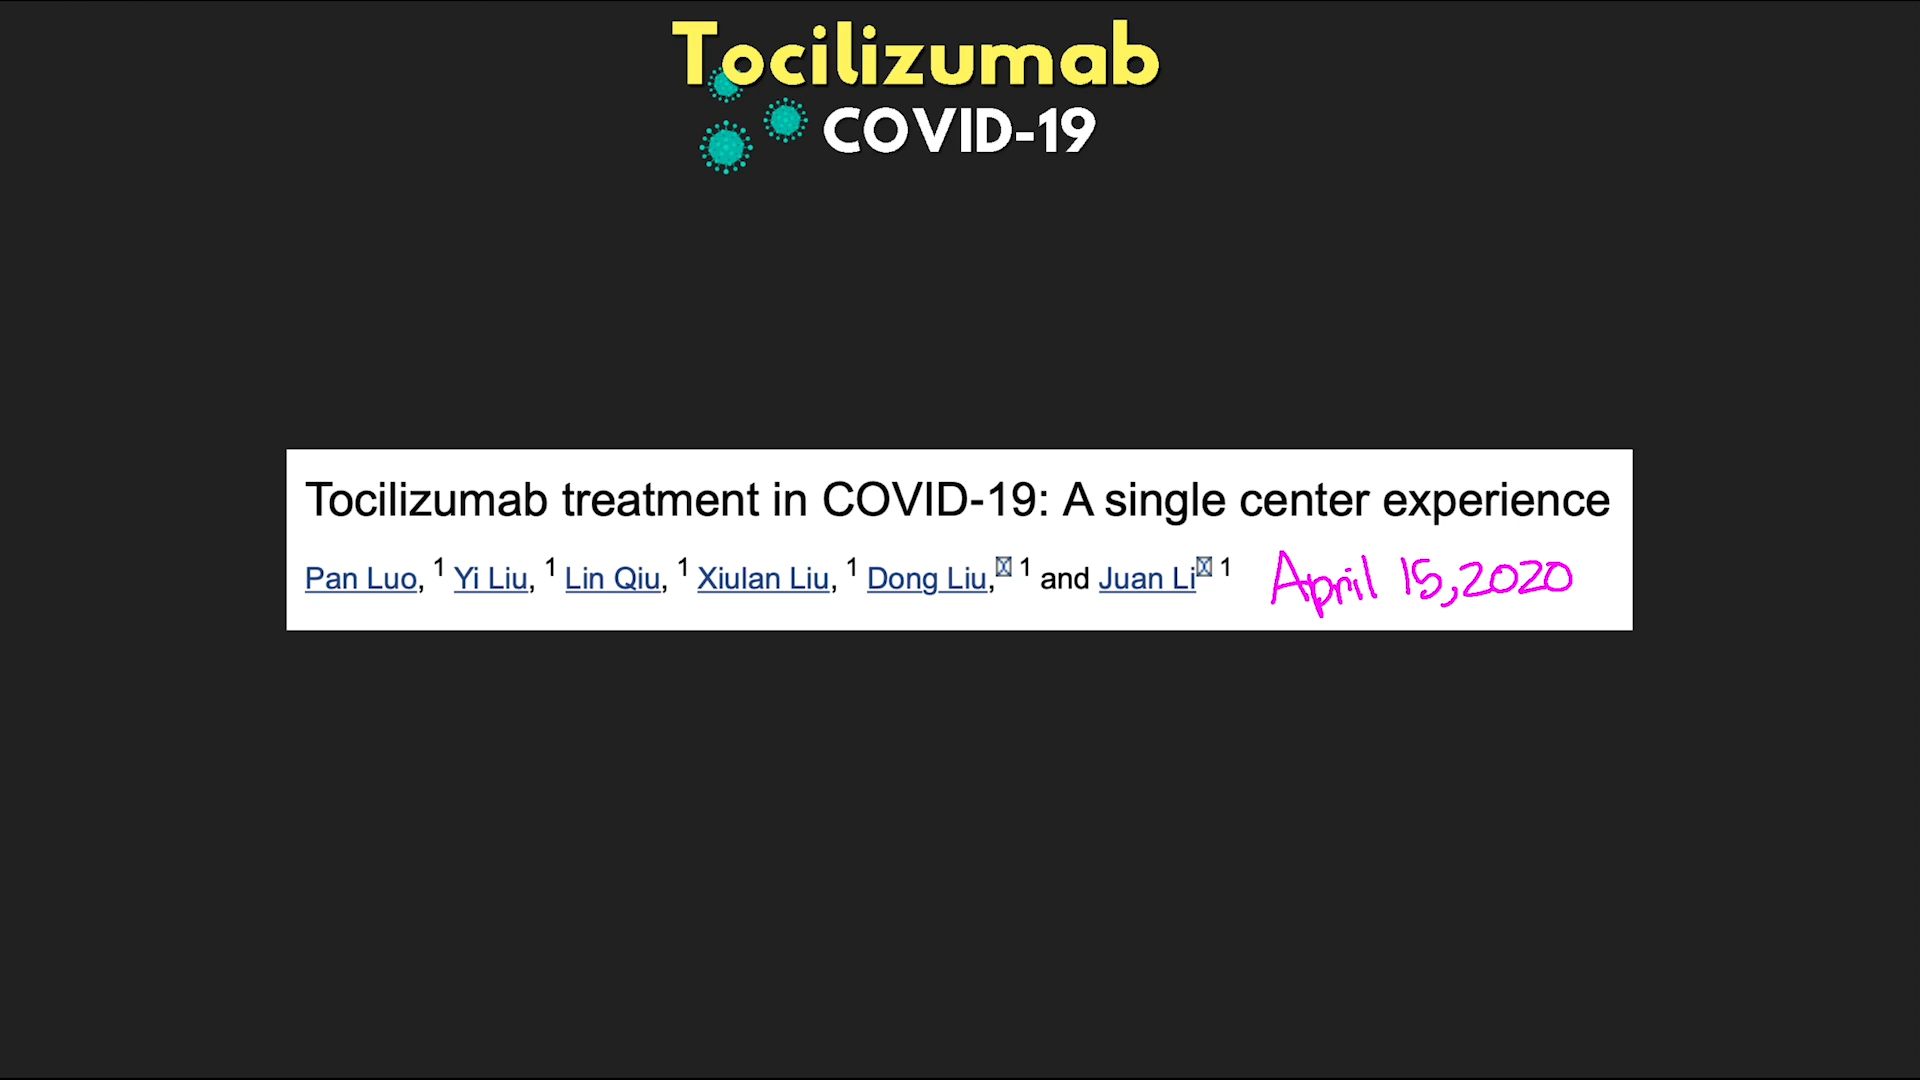 Tocilizumab
COVID-19
Tocilizumab treatment in COVID-19: A single center experience
Pan Luo, 1 Yi Liu, 1 Lin Qiu, 1 Xiulan Liu, 1 Dong Liu, 1 and Juan Li 1 April 15, 2020